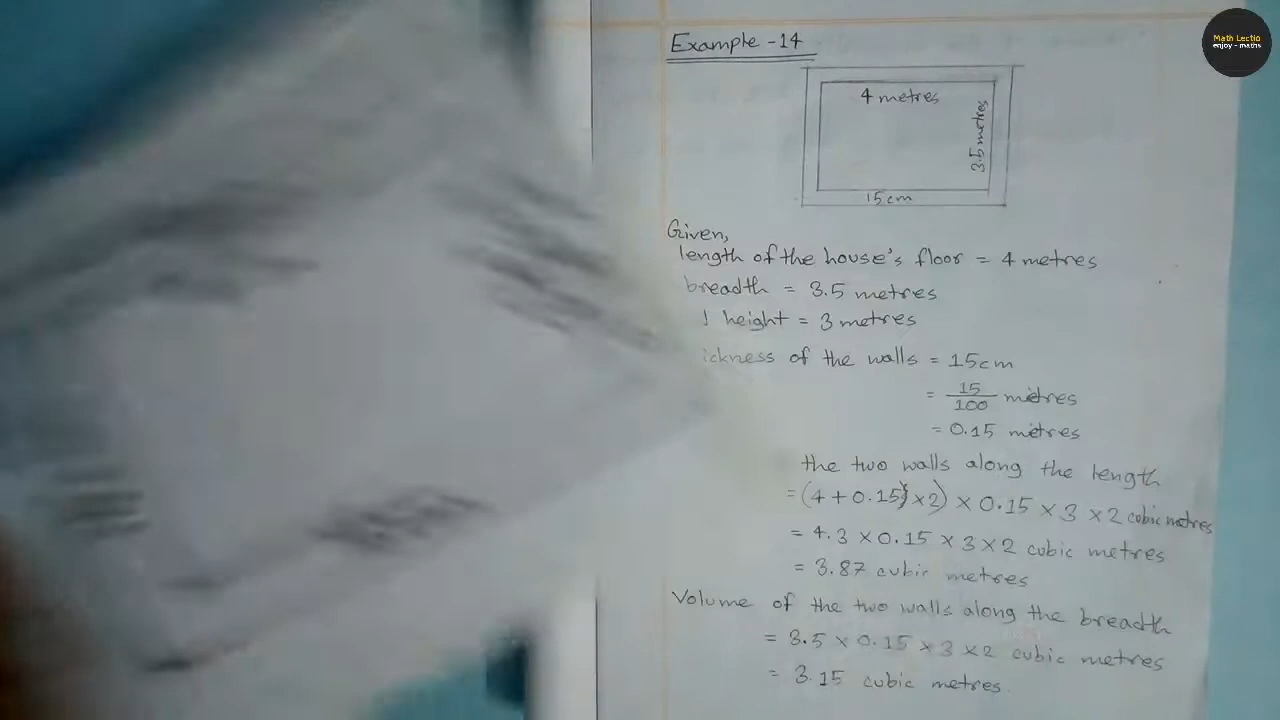 Math Lectio
enjoy - maths
Example - 14
4 metres
3.5 metres
15cm
Given,
length of the house's floor = 4 metres
breadth = 3.5 metres
height = 3 metres
ickness of the walls = 15cm
= 15/100 metres
= 0.15 metres
the two walls along the length
= (4 + 0.15 × 2) × 0.15 × 3 × 2 cubic metres
= 4.3 × 0.15 × 3 × 2 cubic metres
= 3.87 cubic metres
Volume of the two walls along the breadth
= 3.5 × 0.15 × 3 × 2 cubic metres
= 3.15 cubic metres.